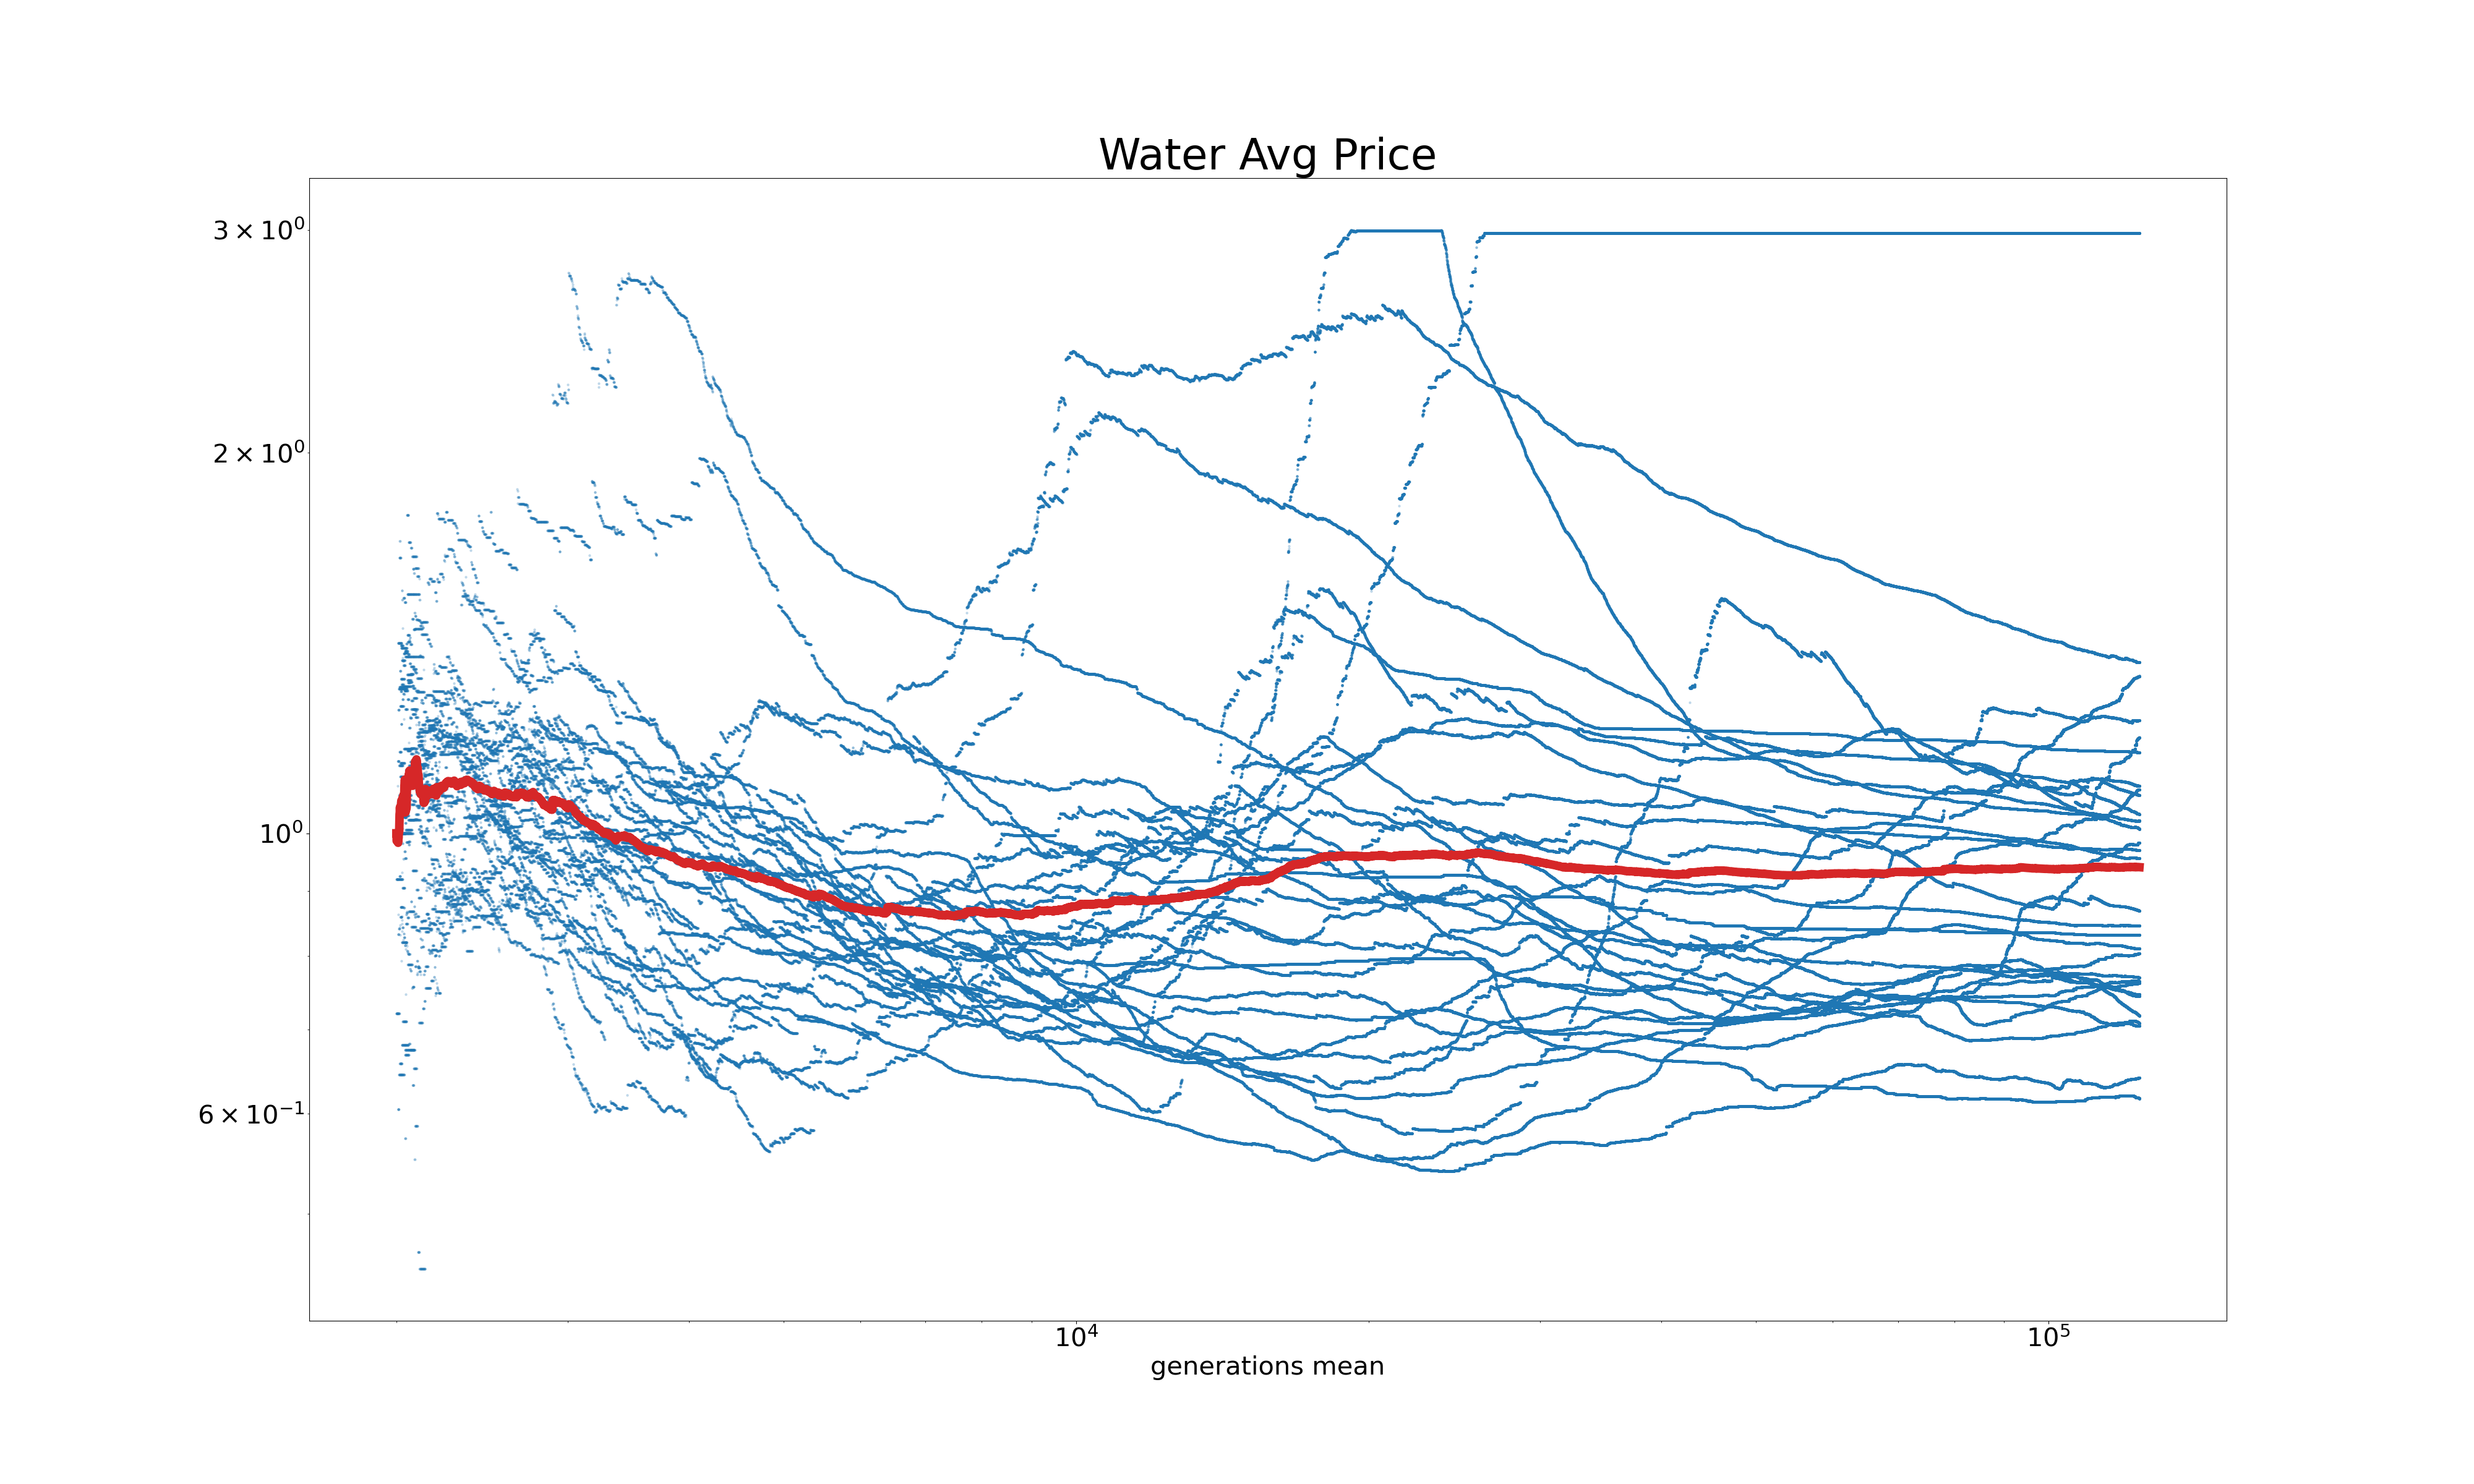 Water Avg Price
3 × 10⁰
2 × 10⁰
10⁰
6 × 10⁻¹
10⁴ 10⁵
generations mean